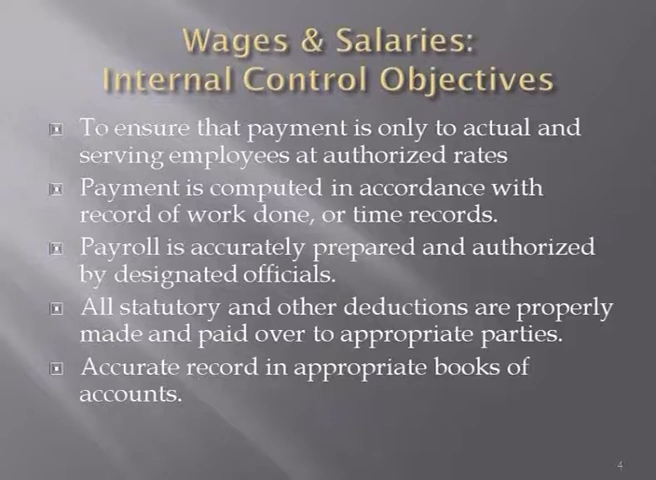 Wages & Salaries:
Internal Control Objectives
To ensure that payment is only to actual and
serving employees at authorized rates
Payment is computed in accordance with
record of work done, or time records.
Payroll is accurately prepared and authorized
by designated officials.
All statutory and other deductions are properly
made and paid over to appropriate parties.
Accurate record in appropriate books of
accounts.
4